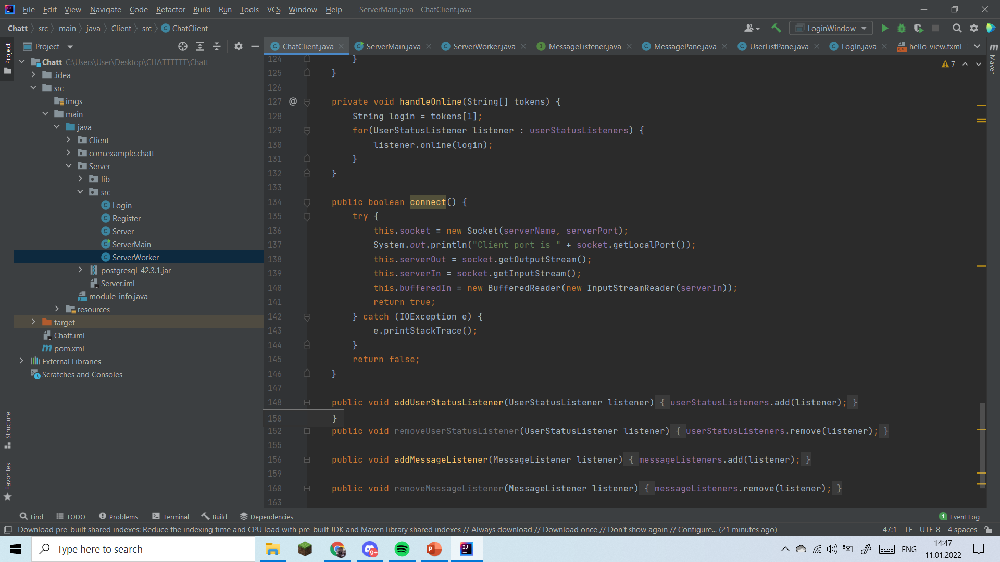 File Edit View Navigate Code Refactor Build Run Tools VCS Window Help ServerMain.java - ChatClient.java
Chatt src main java Client src ChatClient LoginWindow
Project
Project
ChatClient.java ServerMain.java ServerWorker.java MessageListener.java MessagePane.java UserListPane.java LogIn.java hello-view.fxml
Maven
Chatt C:\Users\User\Desktop\CHATTTTTT\Chatt
.idea
src
imgs
main
java
Client
com.example.chatt
Server
lib
src
Login
Register
Server
ServerMain
ServerWorker
postgresql-42.3.1.jar
Server.iml
module-info.java
resources
target
Chatt.iml
pom.xml
External Libraries
Scratches and Consoles
Structure
Favorites
7
124 }
125 }
126
127 @ private void handleOnline(String[] tokens) {
128 String login = tokens[1];
129 for(UserStatusListener listener : userStatusListeners) {
130 listener.online(login);
131 }
132 }
133
134 public boolean connect() {
135 try {
136 this.socket = new Socket(serverName, serverPort);
137 System.out.println("Client port is " + socket.getLocalPort());
138 this.serverOut = socket.getOutputStream();
139 this.serverIn = socket.getInputStream();
140 this.bufferedIn = new BufferedReader(new InputStreamReader(serverIn));
141 return true;
142 } catch (IOException e) {
143 e.printStackTrace();
144 }
145 return false;
146 }
147
148 public void addUserStatusListener(UserStatusListener listener) { userStatusListeners.add(listener); }
150 }
152 public void removeUserStatusListener(UserStatusListener listener) { userStatusListeners.remove(listener); }
155
156 public void addMessageListener(MessageListener listener) { messageListeners.add(listener); }
159
160 public void removeMessageListener(MessageListener listener) { messageListeners.remove(listener); }
163
Find TODO Problems Terminal Build Dependencies 1 Event Log
Download pre-built shared indexes: Reduce the indexing time and CPU load with pre-built JDK and Maven library shared indexes // Always download // Download once // Don't show again // Configure... (21 minutes ago) 47:1 LF UTF-8 4 spaces
Type here to search 9+ ENG 14:47
11.01.2022